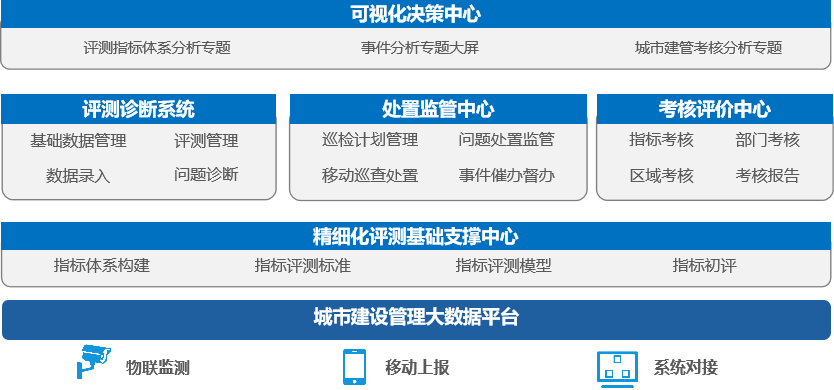 可视化决策中心
评测指标体系分析专题 事件分析专题大屏 城市建管考核分析专题
评测诊断系统 处置监管中心 考核评价中心
基础数据管理 评测管理 巡检计划管理 问题处置监管 指标考核 部门考核
数据录入 问题诊断 移动巡查处置 事件催办督办 区域考核 考核报告
精细化评测基础支撑中心
指标体系构建 指标评测标准 指标评测模型 指标初评
城市建设管理大数据平台
物联监测 移动上报 系统对接